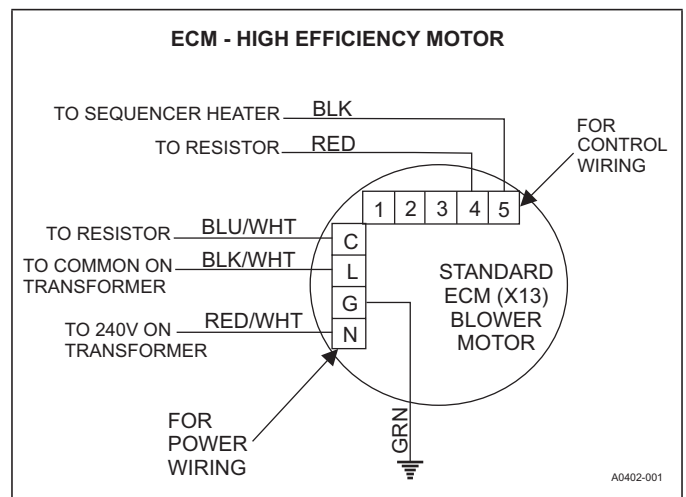 ECM - HIGH EFFICIENCY MOTOR
TO SEQUENCER HEATER
BLK
TO RESISTOR
RED
FOR
CONTROL
WIRING
1 2 3 4 5
TO RESISTOR
BLU/WHT
C
TO COMMON ON
TRANSFORMER
BLK/WHT
L
G
TO 240V ON
TRANSFORMER
RED/WHT
N
STANDARD
ECM (X13)
BLOWER
MOTOR
FOR
POWER
WIRING
GRN
A0402-001